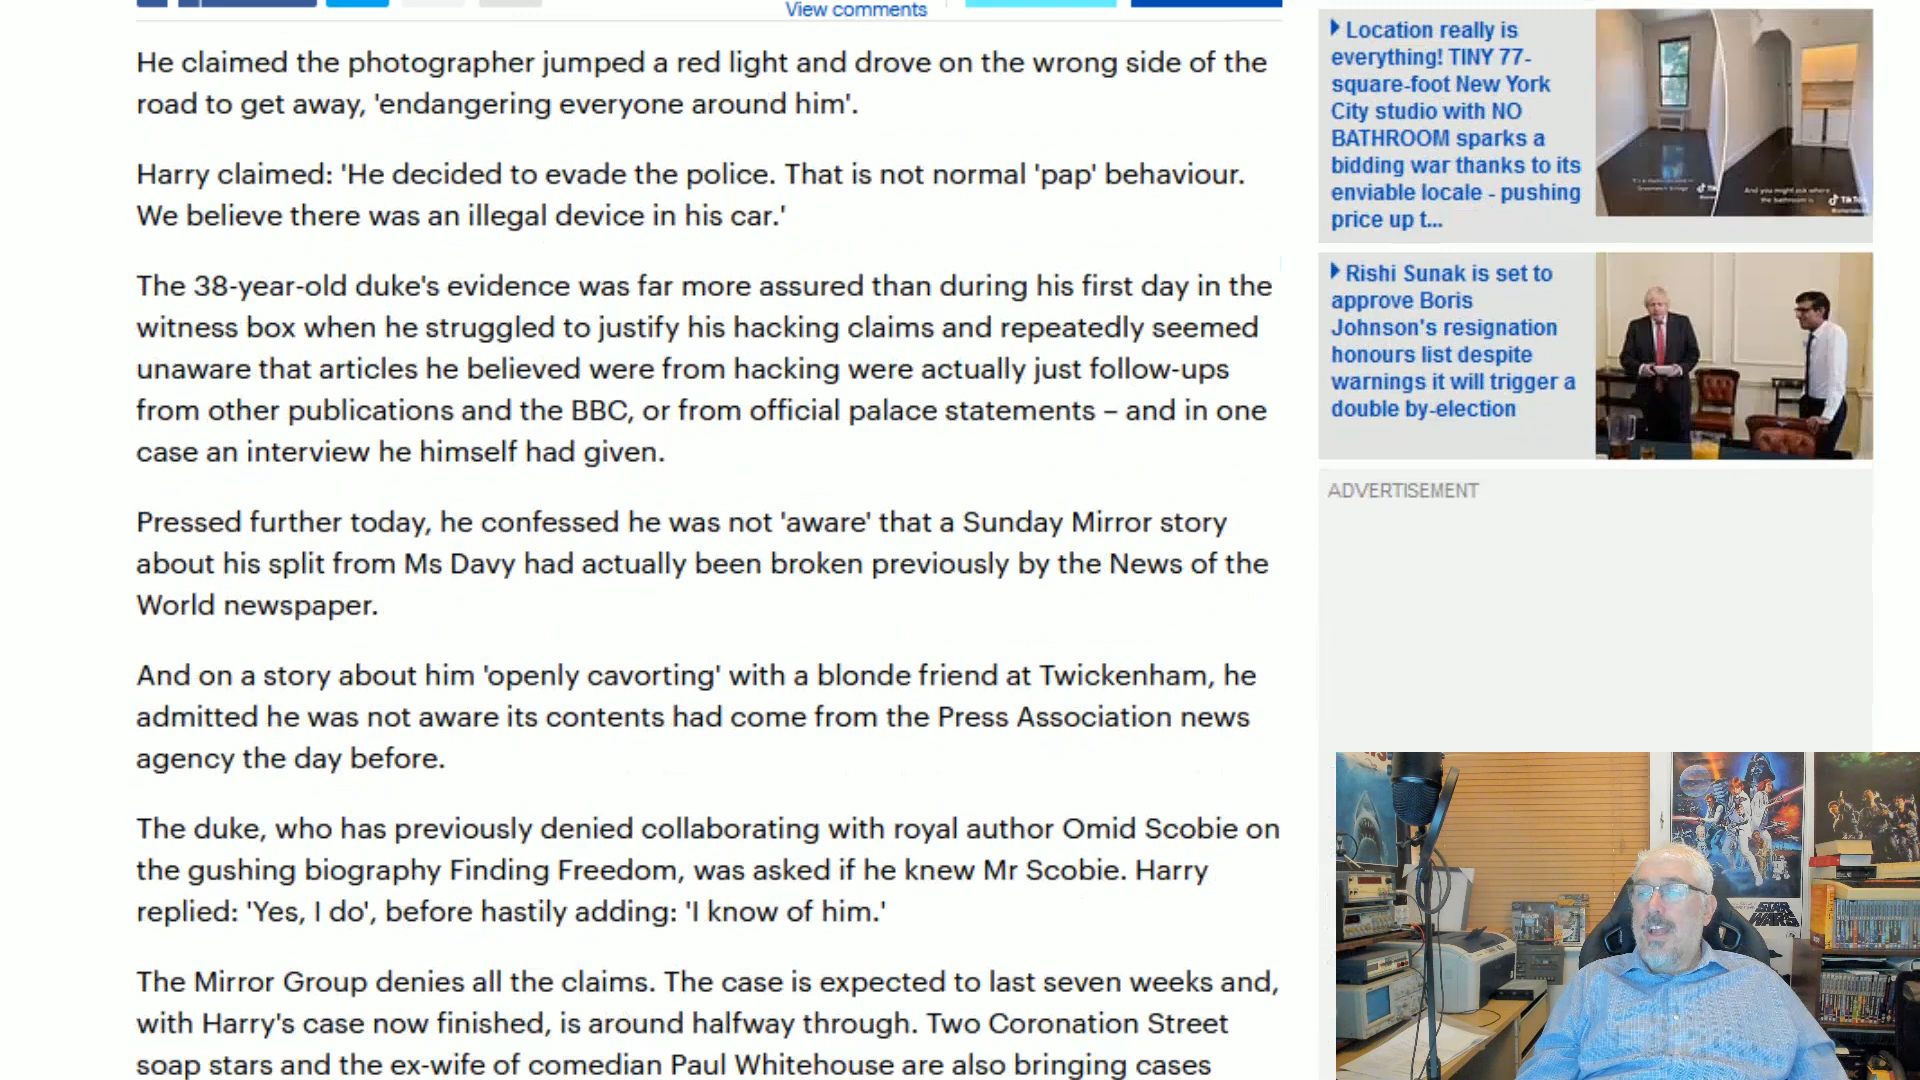 View comments
He claimed the photographer jumped a red light and drove on the wrong side of the
road to get away, 'endangering everyone around him'.
Harry claimed: 'He decided to evade the police. That is not normal 'pap' behaviour.
We believe there was an illegal device in his car.'
The 38-year-old duke's evidence was far more assured than during his first day in the
witness box when he struggled to justify his hacking claims and repeatedly seemed
unaware that articles he believed were from hacking were actually just follow-ups
from other publications and the BBC, or from official palace statements – and in one
case an interview he himself had given.
Pressed further today, he confessed he was not 'aware' that a Sunday Mirror story
about his split from Ms Davy had actually been broken previously by the News of the
World newspaper.
And on a story about him 'openly cavorting' with a blonde friend at Twickenham, he
admitted he was not aware its contents had come from the Press Association news
agency the day before.
The duke, who has previously denied collaborating with royal author Omid Scobie on
the gushing biography Finding Freedom, was asked if he knew Mr Scobie. Harry
replied: 'Yes, I do', before hastily adding: 'I know of him.'
The Mirror Group denies all the claims. The case is expected to last seven weeks and,
with Harry's case now finished, is around halfway through. Two Coronation Street
soap stars and the ex-wife of comedian Paul Whitehouse are also bringing cases
Location really is
everything! TINY 77-
square-foot New York
City studio with NO
BATHROOM sparks a
bidding war thanks to its
enviable locale - pushing
price up t...
And you might ask where
the bathroom is
TikTok
Rishi Sunak is set to
approve Boris
Johnson's resignation
honours list despite
warnings it will trigger a
double by-election
ADVERTISEMENT
STAR
WARS